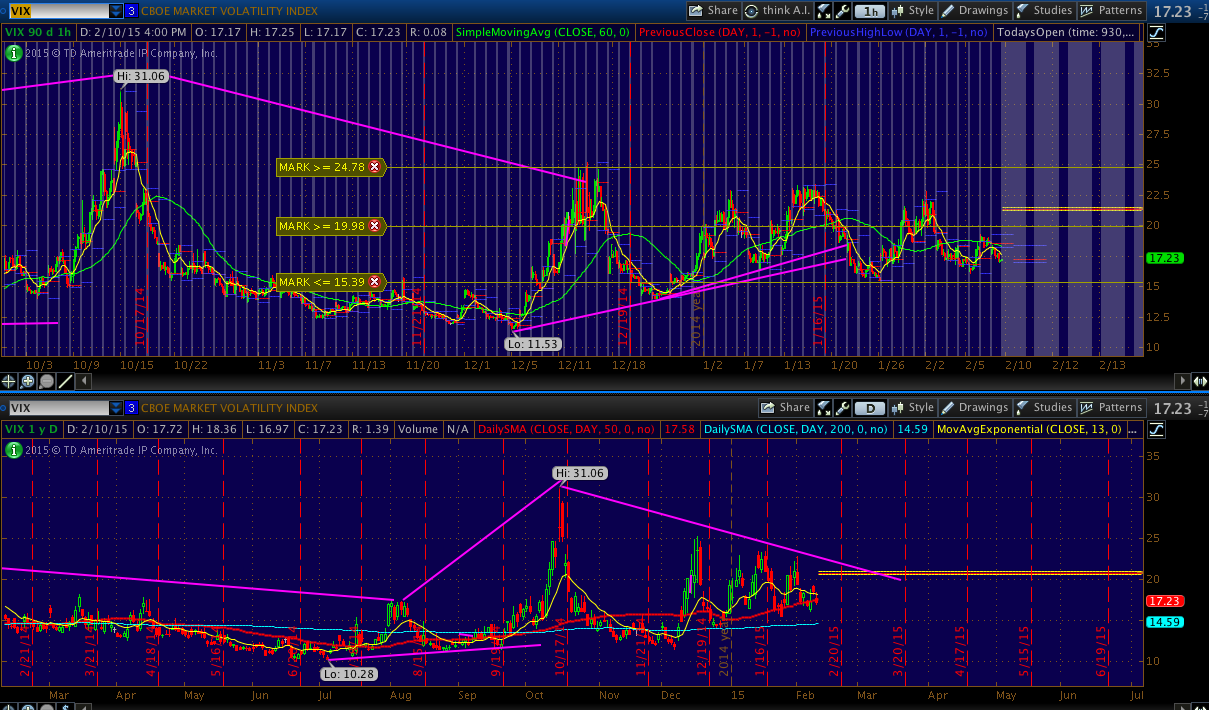 VIX 3 CBOE MARKET VOLATILITY INDEX Share think A.I. 1h Style Drawings Studies Patterns 17.23
VIX 90 d 1h D: 2/10/15 4:00 PM O: 17.17 H: 17.25 L: 17.17 C: 17.23 R: 0.08 SimpleMovingAvg (CLOSE, 60, 0) PreviousClose (DAY, 1, -1, no) PreviousHighLow (DAY, 1, -1, no) TodaysOpen (time: 930,...
2015 © TD Ameritrade IP Company, Inc.
35
Hi: 31.06
32.5
30
27.5
MARK >= 24.78
25
22.5
MARK >= 19.98
20
17.23
MARK <= 15.39
15
12.5
Lo: 11.53
10
10/17/14
11/21/14
12/19/14
2014 year
1/16/15
10/3 10/9 10/15 10/22 11/3 11/7 11/13 11/20 12/1 12/5 12/12 12/18 1/2 1/7 1/13 1/20 1/26 2/2 2/5 2/10 2/12 2/13
VIX 3 CBOE MARKET VOLATILITY INDEX Share D Style Drawings Studies Patterns 17.23
VIX 1 y D D: 2/10/15 O: 17.72 H: 18.36 L: 16.97 C: 17.23 R: 1.39 Volume N/A DailySMA (CLOSE, DAY, 50, 0, no) 17.58 DailySMA (CLOSE, DAY, 200, 0, no) 14.59 MovAvgExponential (CLOSE, 13, 0) ...
2015 © TD Ameritrade IP Company, Inc.
35
Hi: 31.06
30
25
20
17.23
14.59
10
Lo: 10.28
2/21/14
3/21/14
4/18/14
5/16/14
9/19/14
10/17/14
11/21/14
12/19/14
2014 year
1/16/15
2/20/15
3/20/15
4/17/15
5/15/15
6/19/15
Mar Apr May Jun Jul Aug Sep Oct Nov Dec 15 Feb Mar Apr May Jun Jul